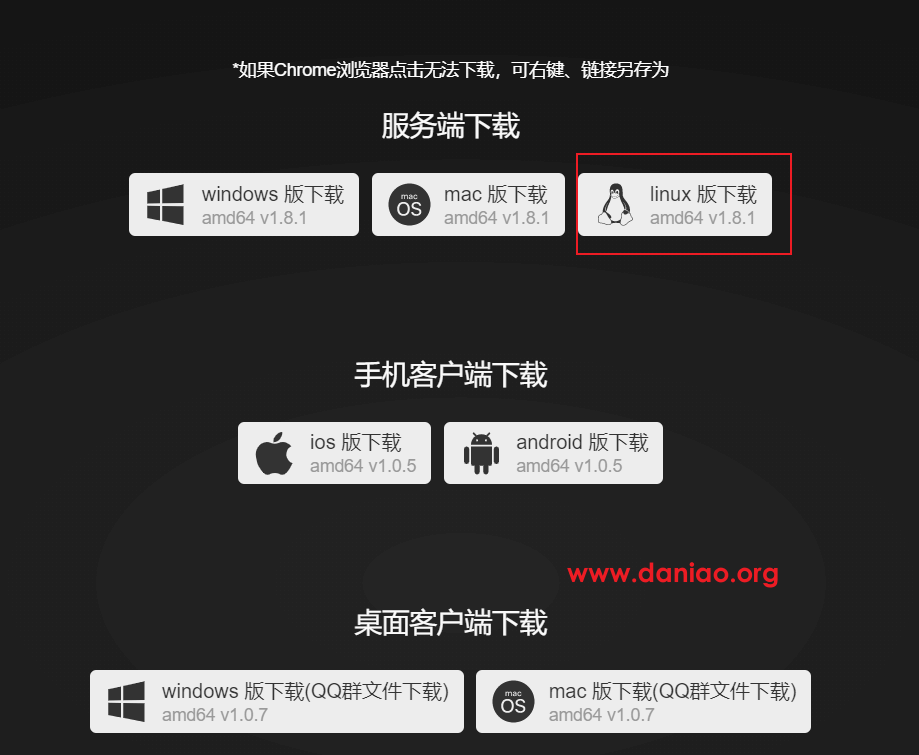 *如果Chrome浏览器点击无法下载，可右键、链接另存为
服务端下载
windows 版下载
amd64 v1.8.1
mac OS
mac 版下载
amd64 v1.8.1
linux 版下载
amd64 v1.8.1
手机客户端下载
ios 版下载
amd64 v1.0.5
android 版下载
amd64 v1.0.5
www.daniao.org
桌面客户端下载
windows 版下载(QQ群文件下载)
amd64 v1.0.7
mac OS
mac 版下载(QQ群文件下载)
amd64 v1.0.7